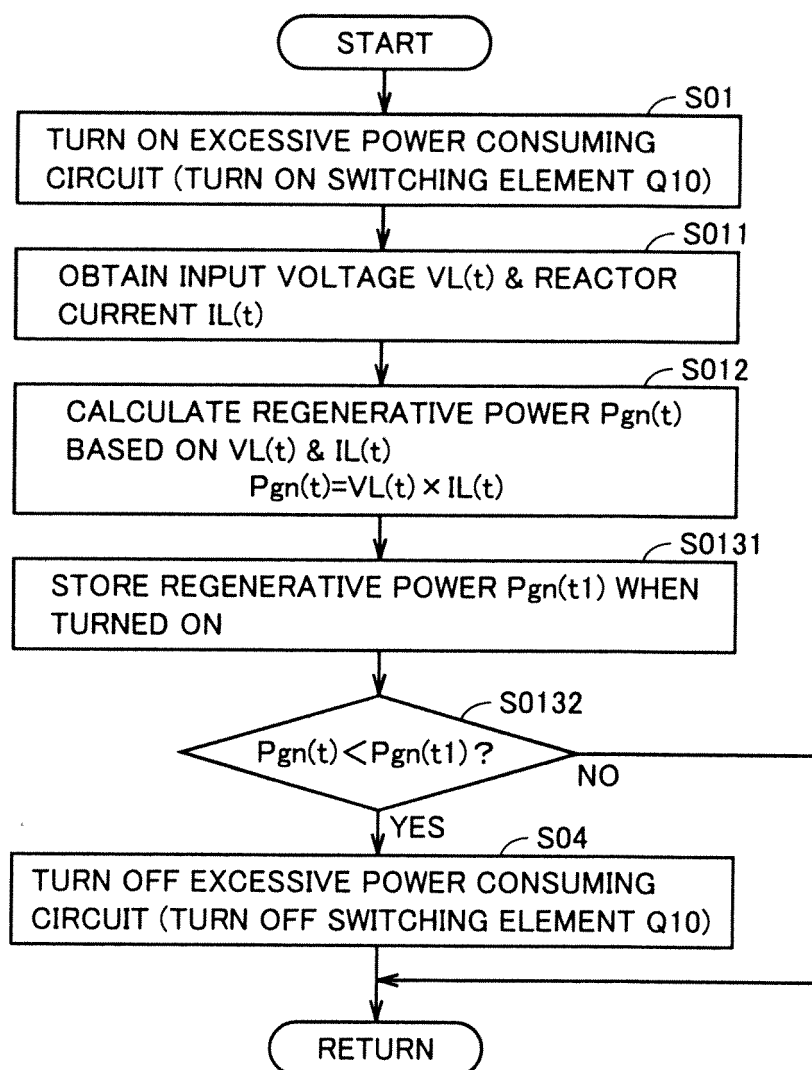 START
S01
TURN ON EXCESSIVE POWER CONSUMING
CIRCUIT (TURN ON SWITCHING ELEMENT Q10)
S011
OBTAIN INPUT VOLTAGE VL(t) & REACTOR
CURRENT IL(t)
S012
CALCULATE REGENERATIVE POWER Pgn(t)
BASED ON VL(t) & IL(t)
Pgn(t)=VL(t)×IL(t)
S0131
STORE REGENERATIVE POWER Pgn(t1) WHEN
TURNED ON
S0132
Pgn(t)<Pgn(t1)?
NO
YES
S04
TURN OFF EXCESSIVE POWER CONSUMING
CIRCUIT (TURN OFF SWITCHING ELEMENT Q10)
RETURN